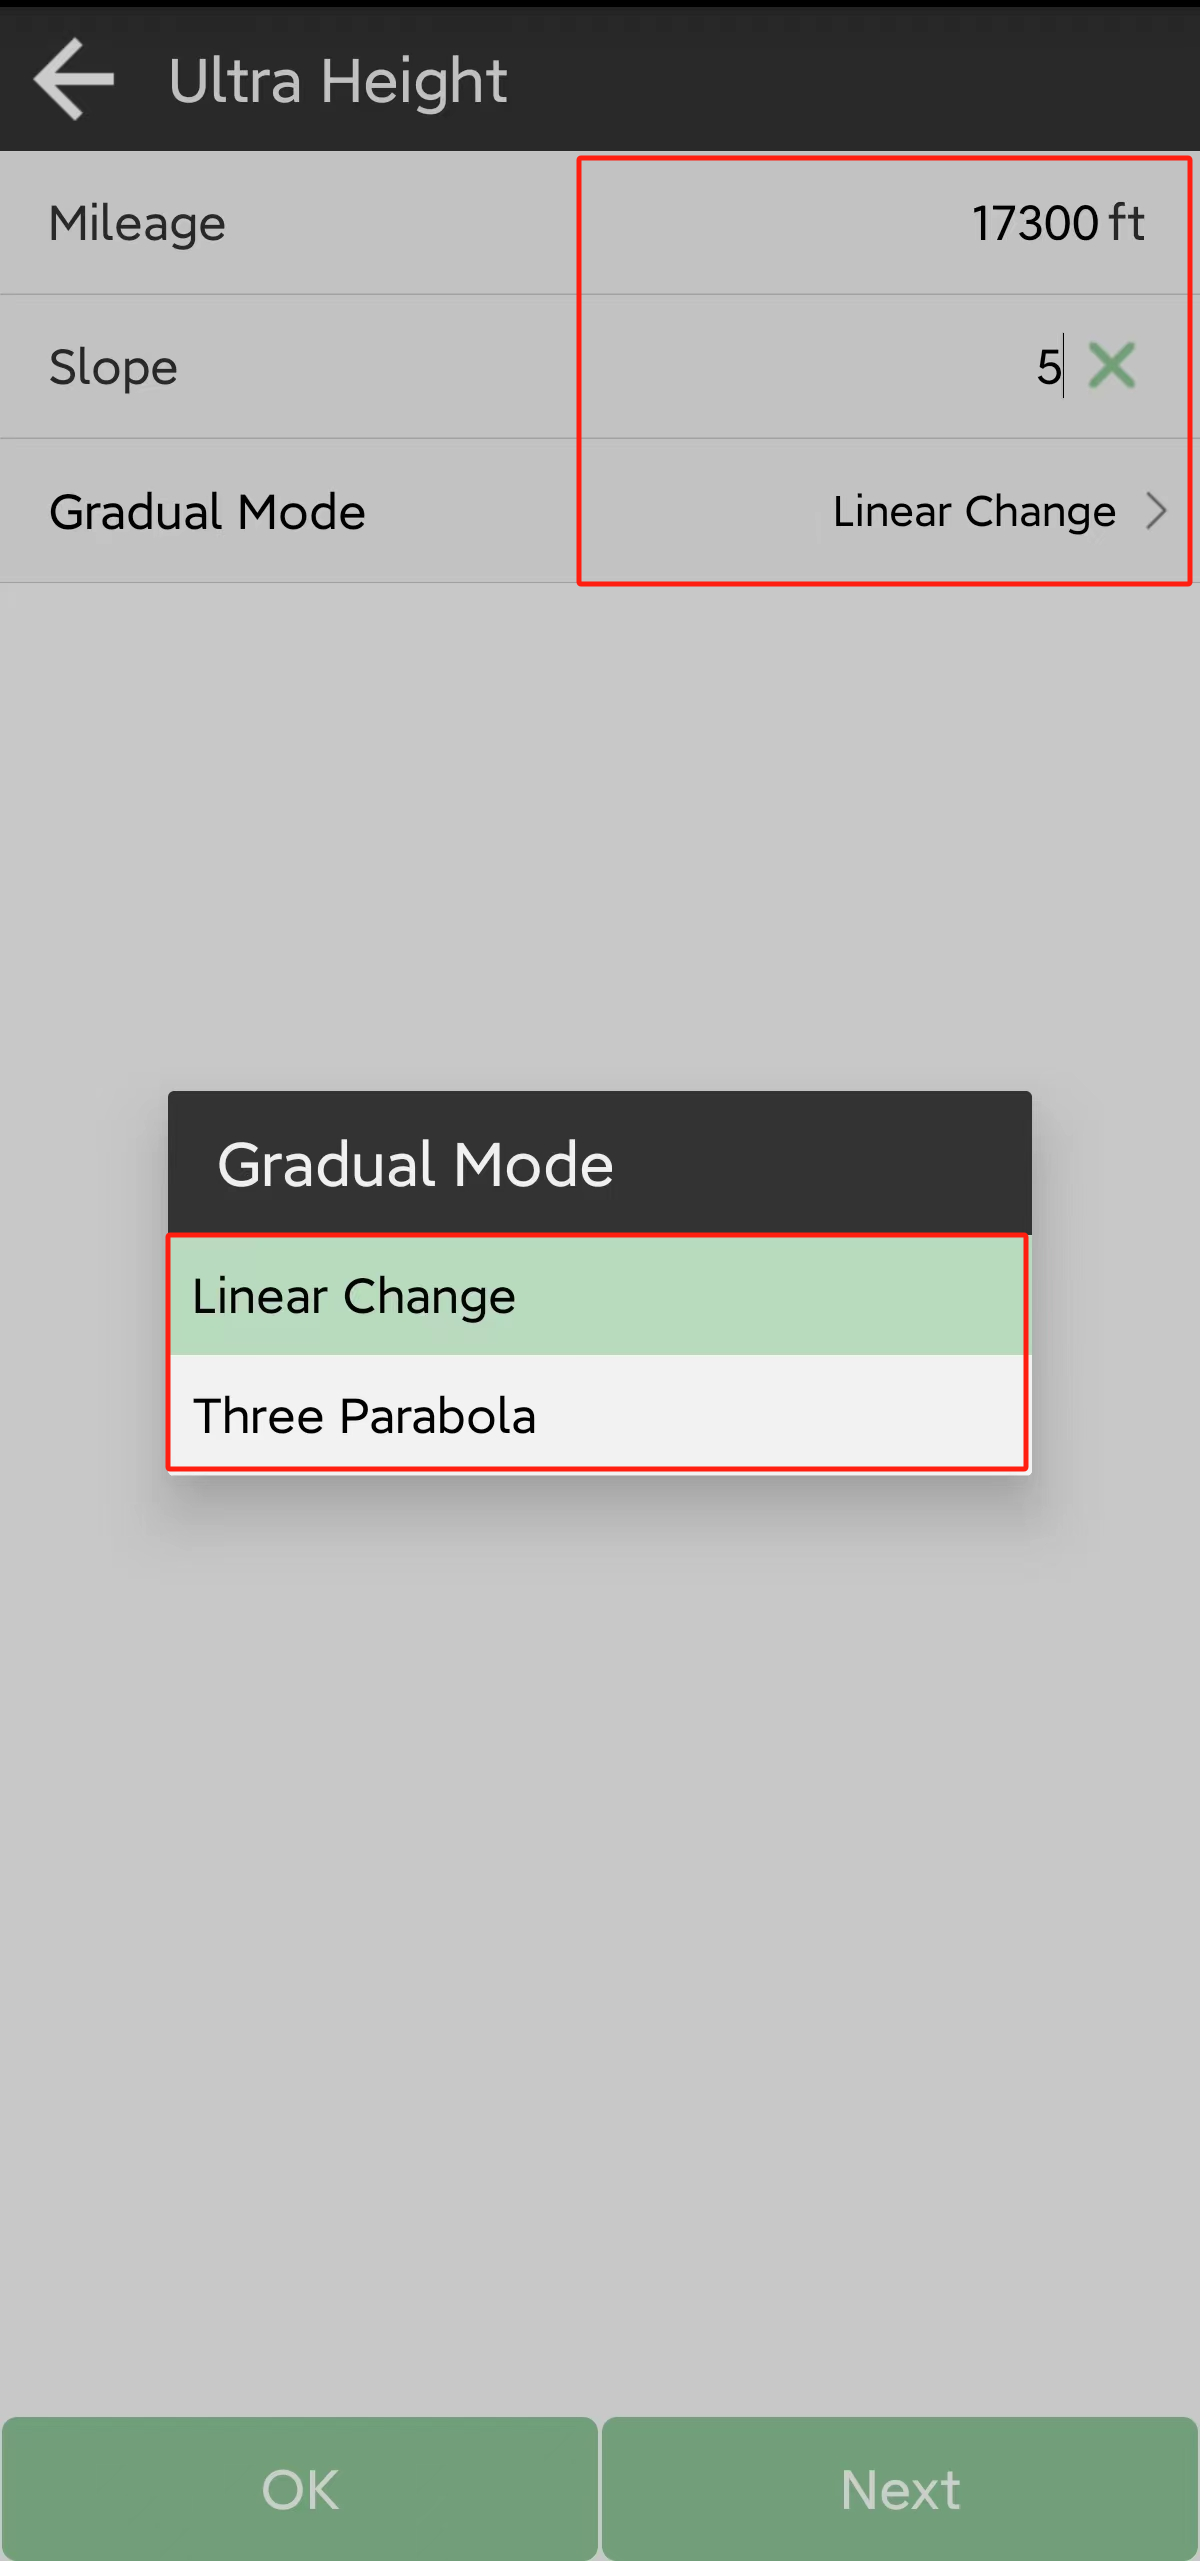 Ultra Height
Mileage 17300 ft
Slope 5
Gradual Mode Linear Change
Gradual Mode
Linear Change
Three Parabola
OK Next